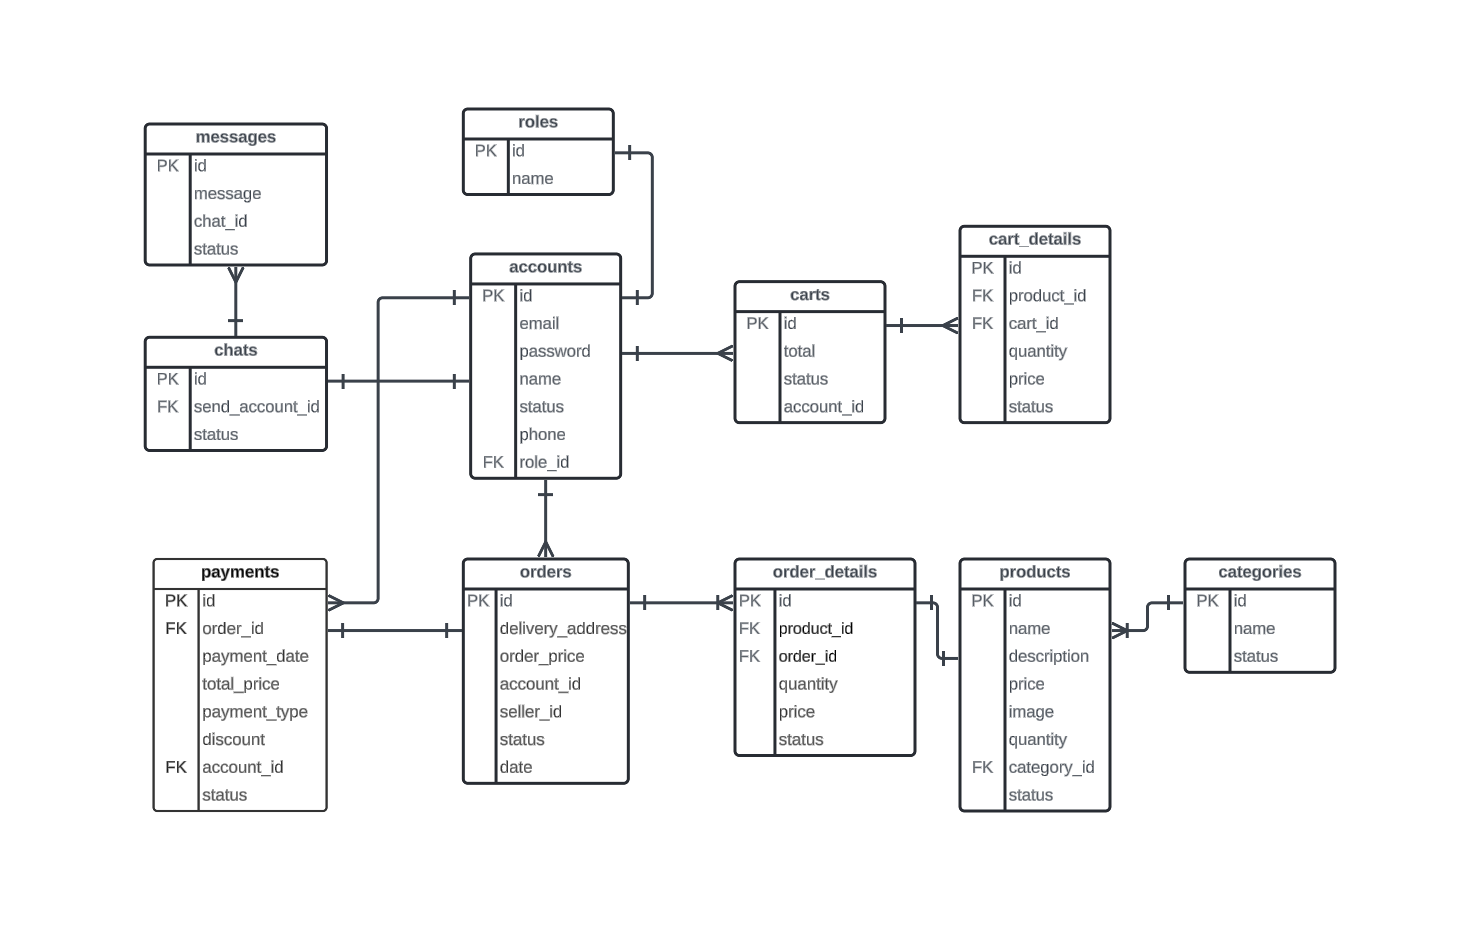 messages
PK id
message
chat_id
status
roles
PK id
name
accounts
PK id
email
password
name
status
phone
FK role_id
carts
PK id
total
status
account_id
cart_details
PK id
FK product_id
FK cart_id
quantity
price
status
chats
PK id
FK send_account_id
status
payments
PK id
FK order_id
payment_date
total_price
payment_type
discount
FK account_id
status
orders
PK id
delivery_address
order_price
account_id
seller_id
status
date
order_details
PK id
FK product_id
FK order_id
quantity
price
status
products
PK id
name
description
price
image
quantity
FK category_id
status
categories
PK id
name
status